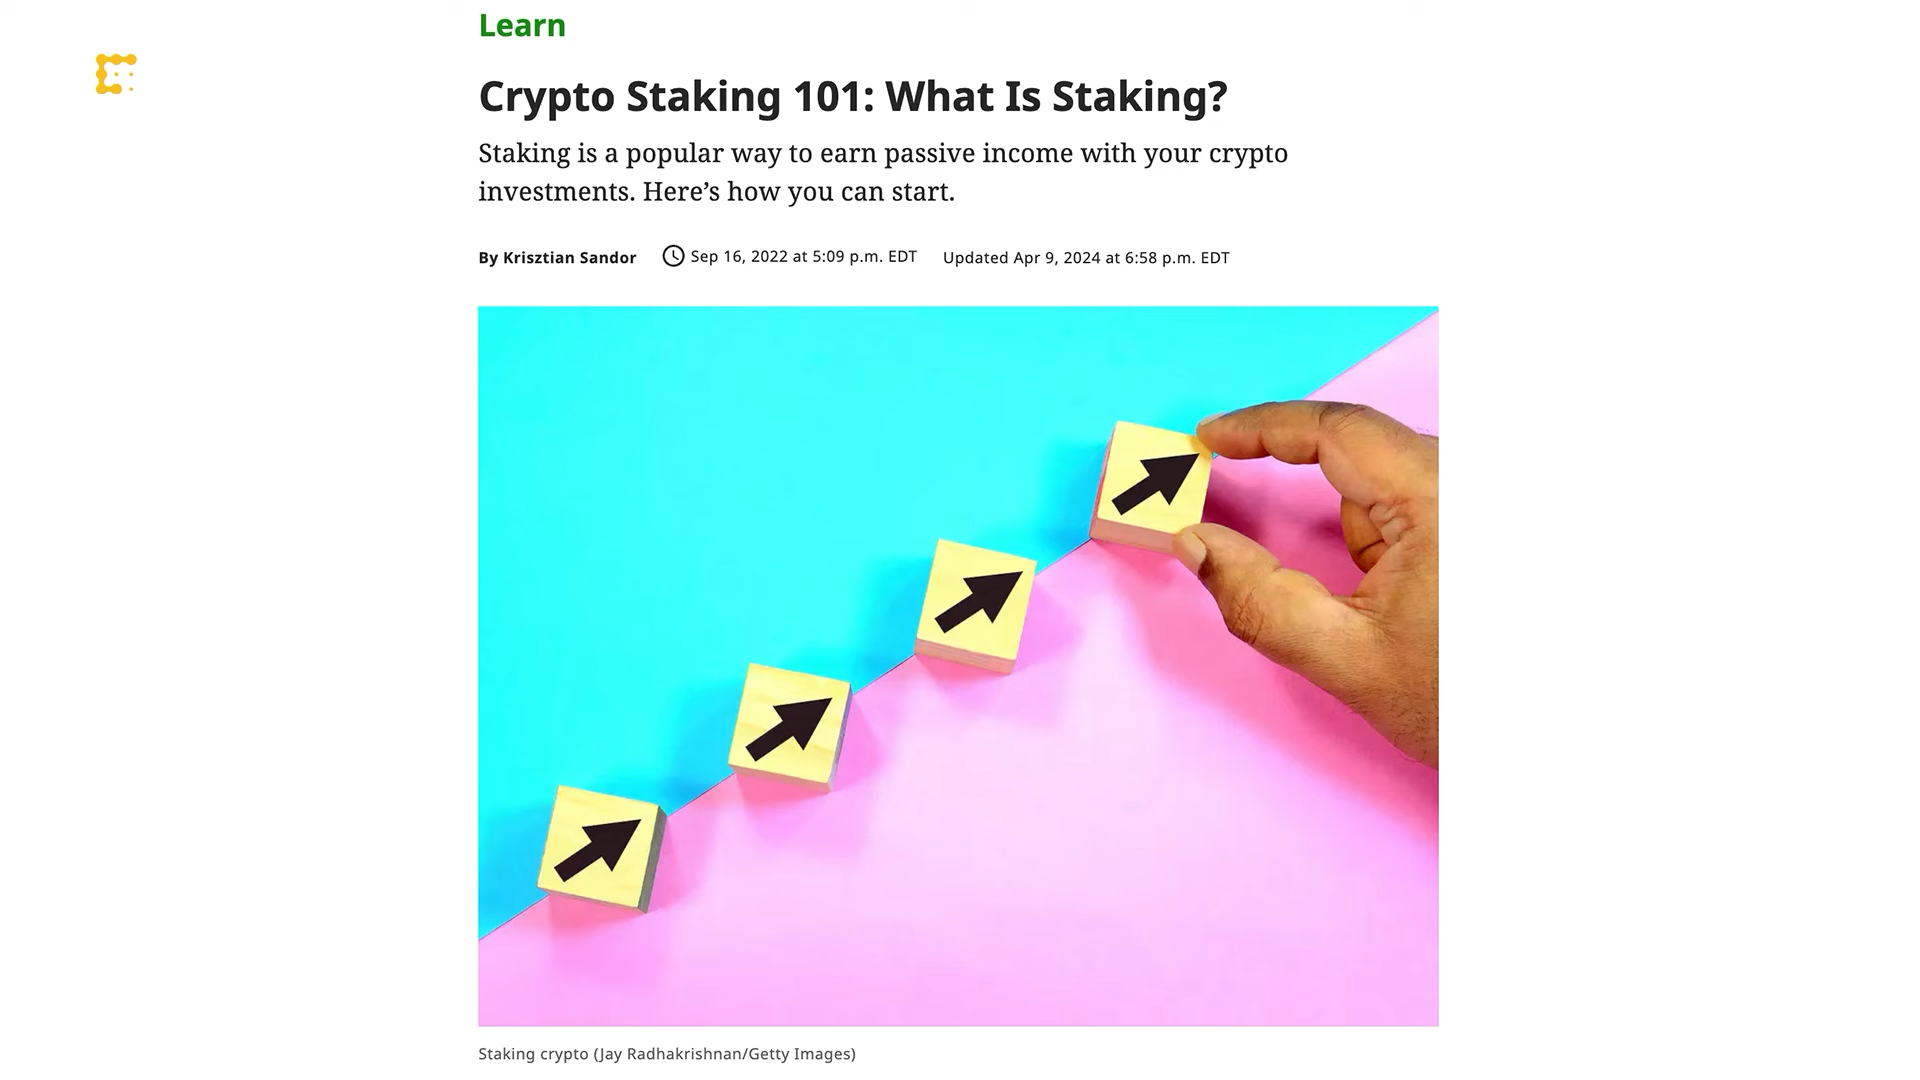 Learn
Crypto Staking 101: What Is Staking?
Staking is a popular way to earn passive income with your crypto
investments. Here’s how you can start.
By Krisztian Sandor Sep 16, 2022 at 5:09 p.m. EDT Updated Apr 9, 2024 at 6:58 p.m. EDT
Staking crypto (Jay Radhakrishnan/Getty Images)